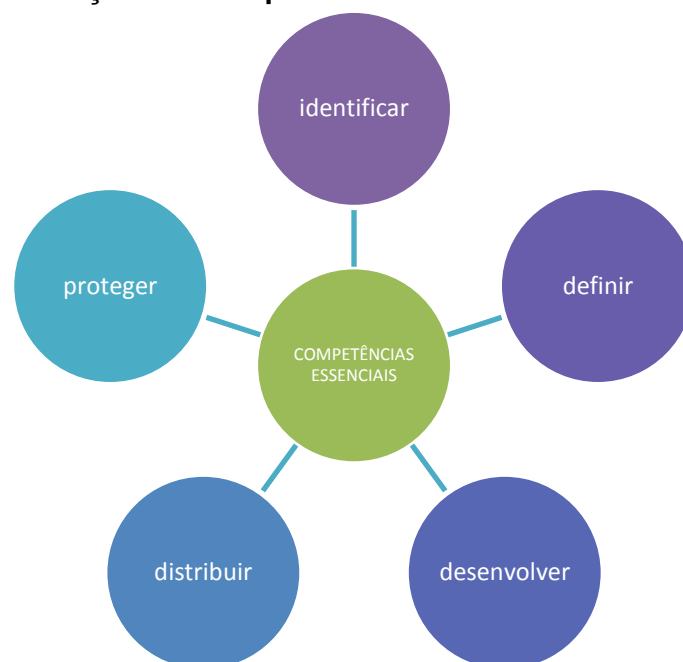 identificar
definir
desenvolver
distribuir
proteger
COMPETÊNCIAS
ESSENCIAIS